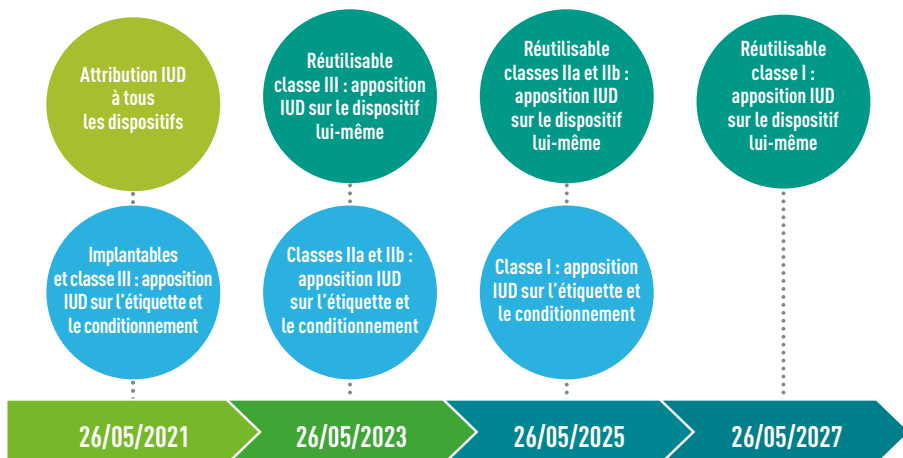 Attribution IUD
à tous
les dispositifs
Réutilisable
classe III : apposition
IUD sur le dispositif
lui-même
Réutilisable
classes IIa et IIb :
apposition IUD
sur le dispositif
lui-même
Réutilisable
classe I :
apposition IUD
sur le dispositif
lui-même
Implantables
et classe III : apposition
IUD sur l'étiquette et
le conditionnement
Classes IIa et IIb :
apposition IUD
sur l'étiquette et
le conditionnement
Classe I : apposition
IUD sur l'étiquette et
le conditionnement
26/05/2021
26/05/2023
26/05/2025
26/05/2027